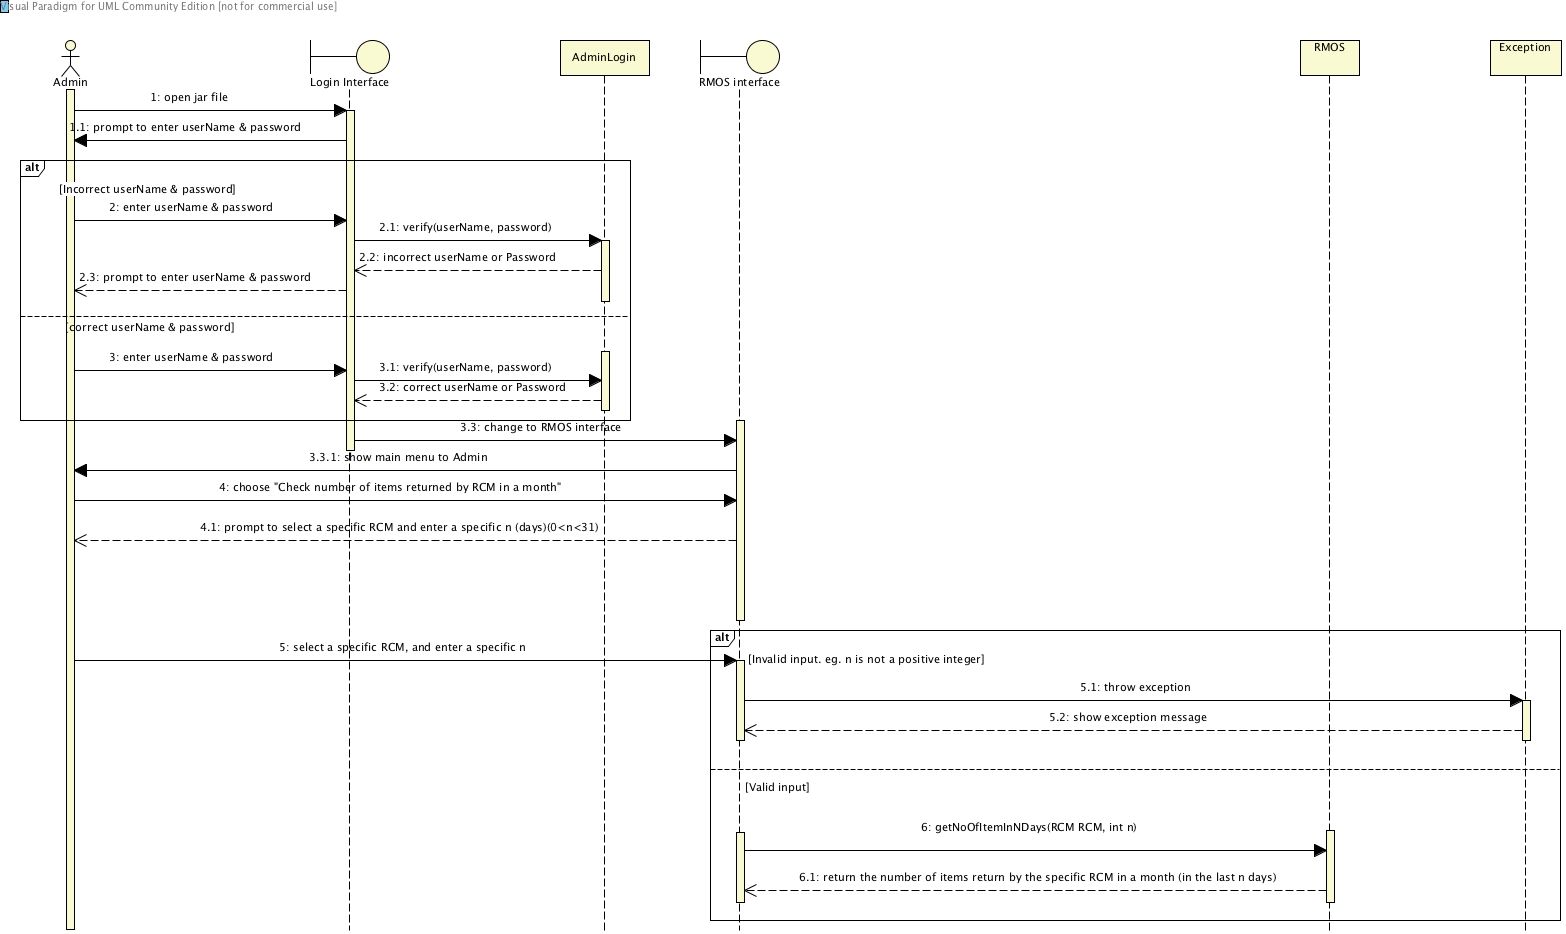 Visual Paradigm for UML Community Edition [not for commercial use]
Admin
Login Interface
AdminLogin
RMOS interface
RMOS
Exception
1: open jar file
1.1: prompt to enter userName & password
alt
[Incorrect userName & password]
2: enter userName & password
2.1: verify(userName, password)
2.2: incorrect userName or Password
2.3: prompt to enter userName & password
[correct userName & password]
3: enter userName & password
3.1: verify(userName, password)
3.2: correct userName or Password
3.3: change to RMOS interface
3.3.1: show main menu to Admin
4: choose "Check number of items returned by RCM in a month"
4.1: prompt to select a specific RCM and enter a specific n (days)(0<n<31)
alt
5: select a specific RCM, and enter a specific n
[Invalid input. eg. n is not a positive integer]
5.1: throw exception
5.2: show exception message
[Valid input]
6: getNoOfItemInNDays(RCM RCM, int n)
6.1: return the number of items return by the specific RCM in a month (in the last n days)